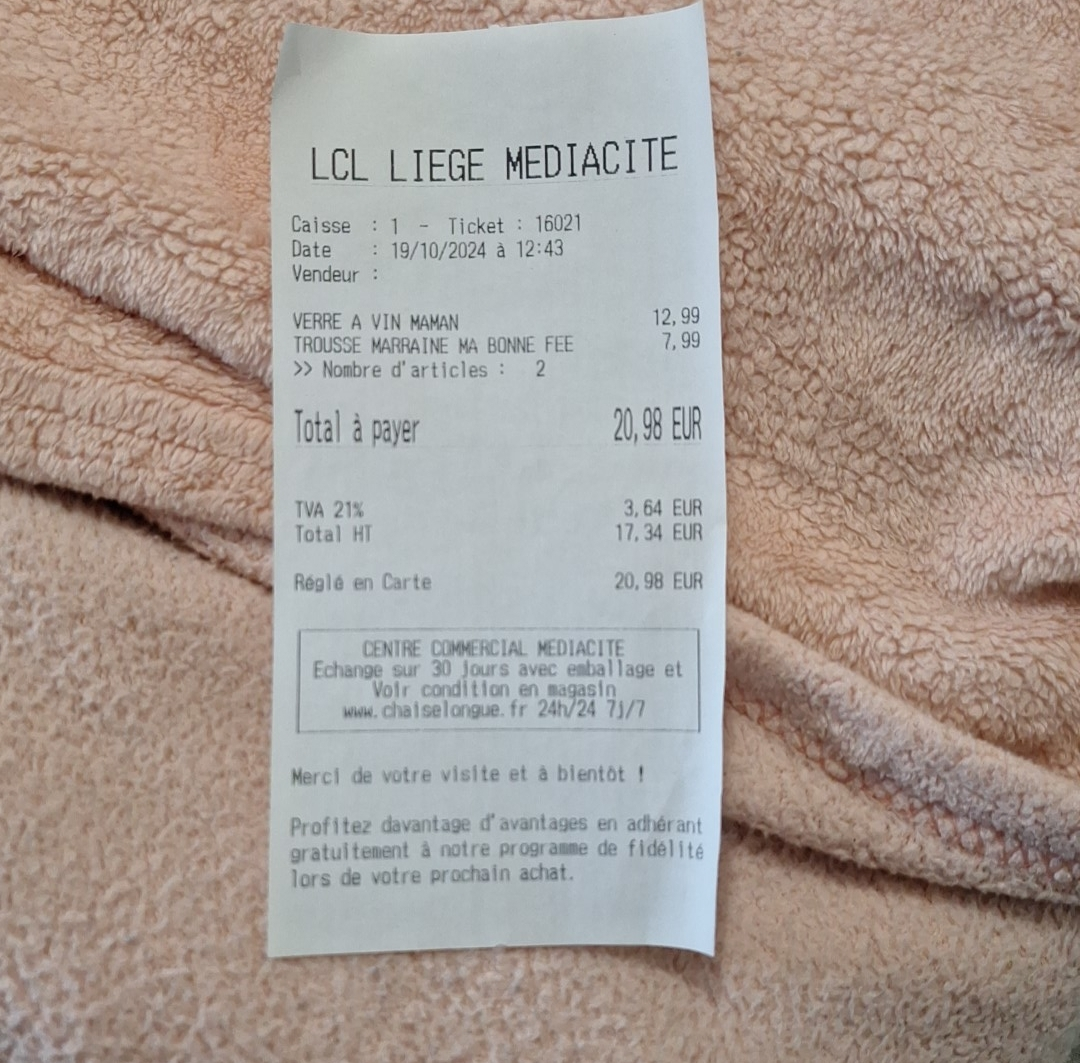 LCL LIEGE MEDIACITE
Caisse : 1 - Ticket : 16021
Date : 19/10/2024 à 12:43
Vendeur :
VERRE A VIN MAMAN 12,99
TROUSSE MARRAINE MA BONNE FEE 7,99
>> Nombre d'articles : 2
Total à payer 20,98 EUR
TVA 21% 3,64 EUR
Total HT 17,34 EUR
Réglé en Carte 20,98 EUR
CENTRE COMMERCIAL MEDIACITE
Echange sur 30 jours avec emballage et
Voir condition en magasin
www.chaiselongue.fr 24h/24 7j/7
Merci de votre visite et à bientôt !
Profitez davantage d'avantages en adhérant
gratuitement à notre programme de fidélité
lors de votre prochain achat.